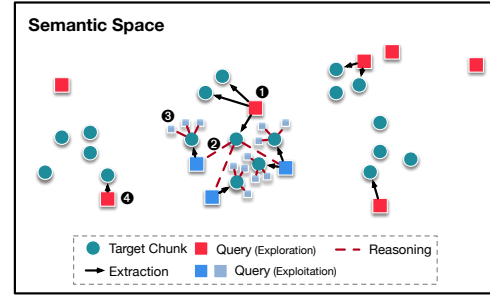 Semantic Space
❶
❸
❷
❹
Target Chunk Query (Exploration) Reasoning
Extraction Query (Exploitation)